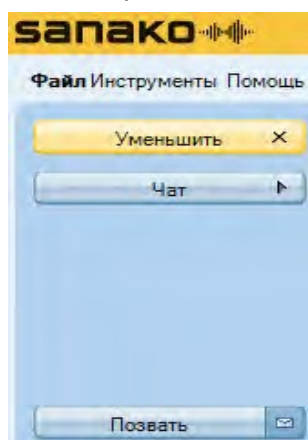 sanako
Файл Инструменты Помощь
Уменьшить
Чат
Позвать